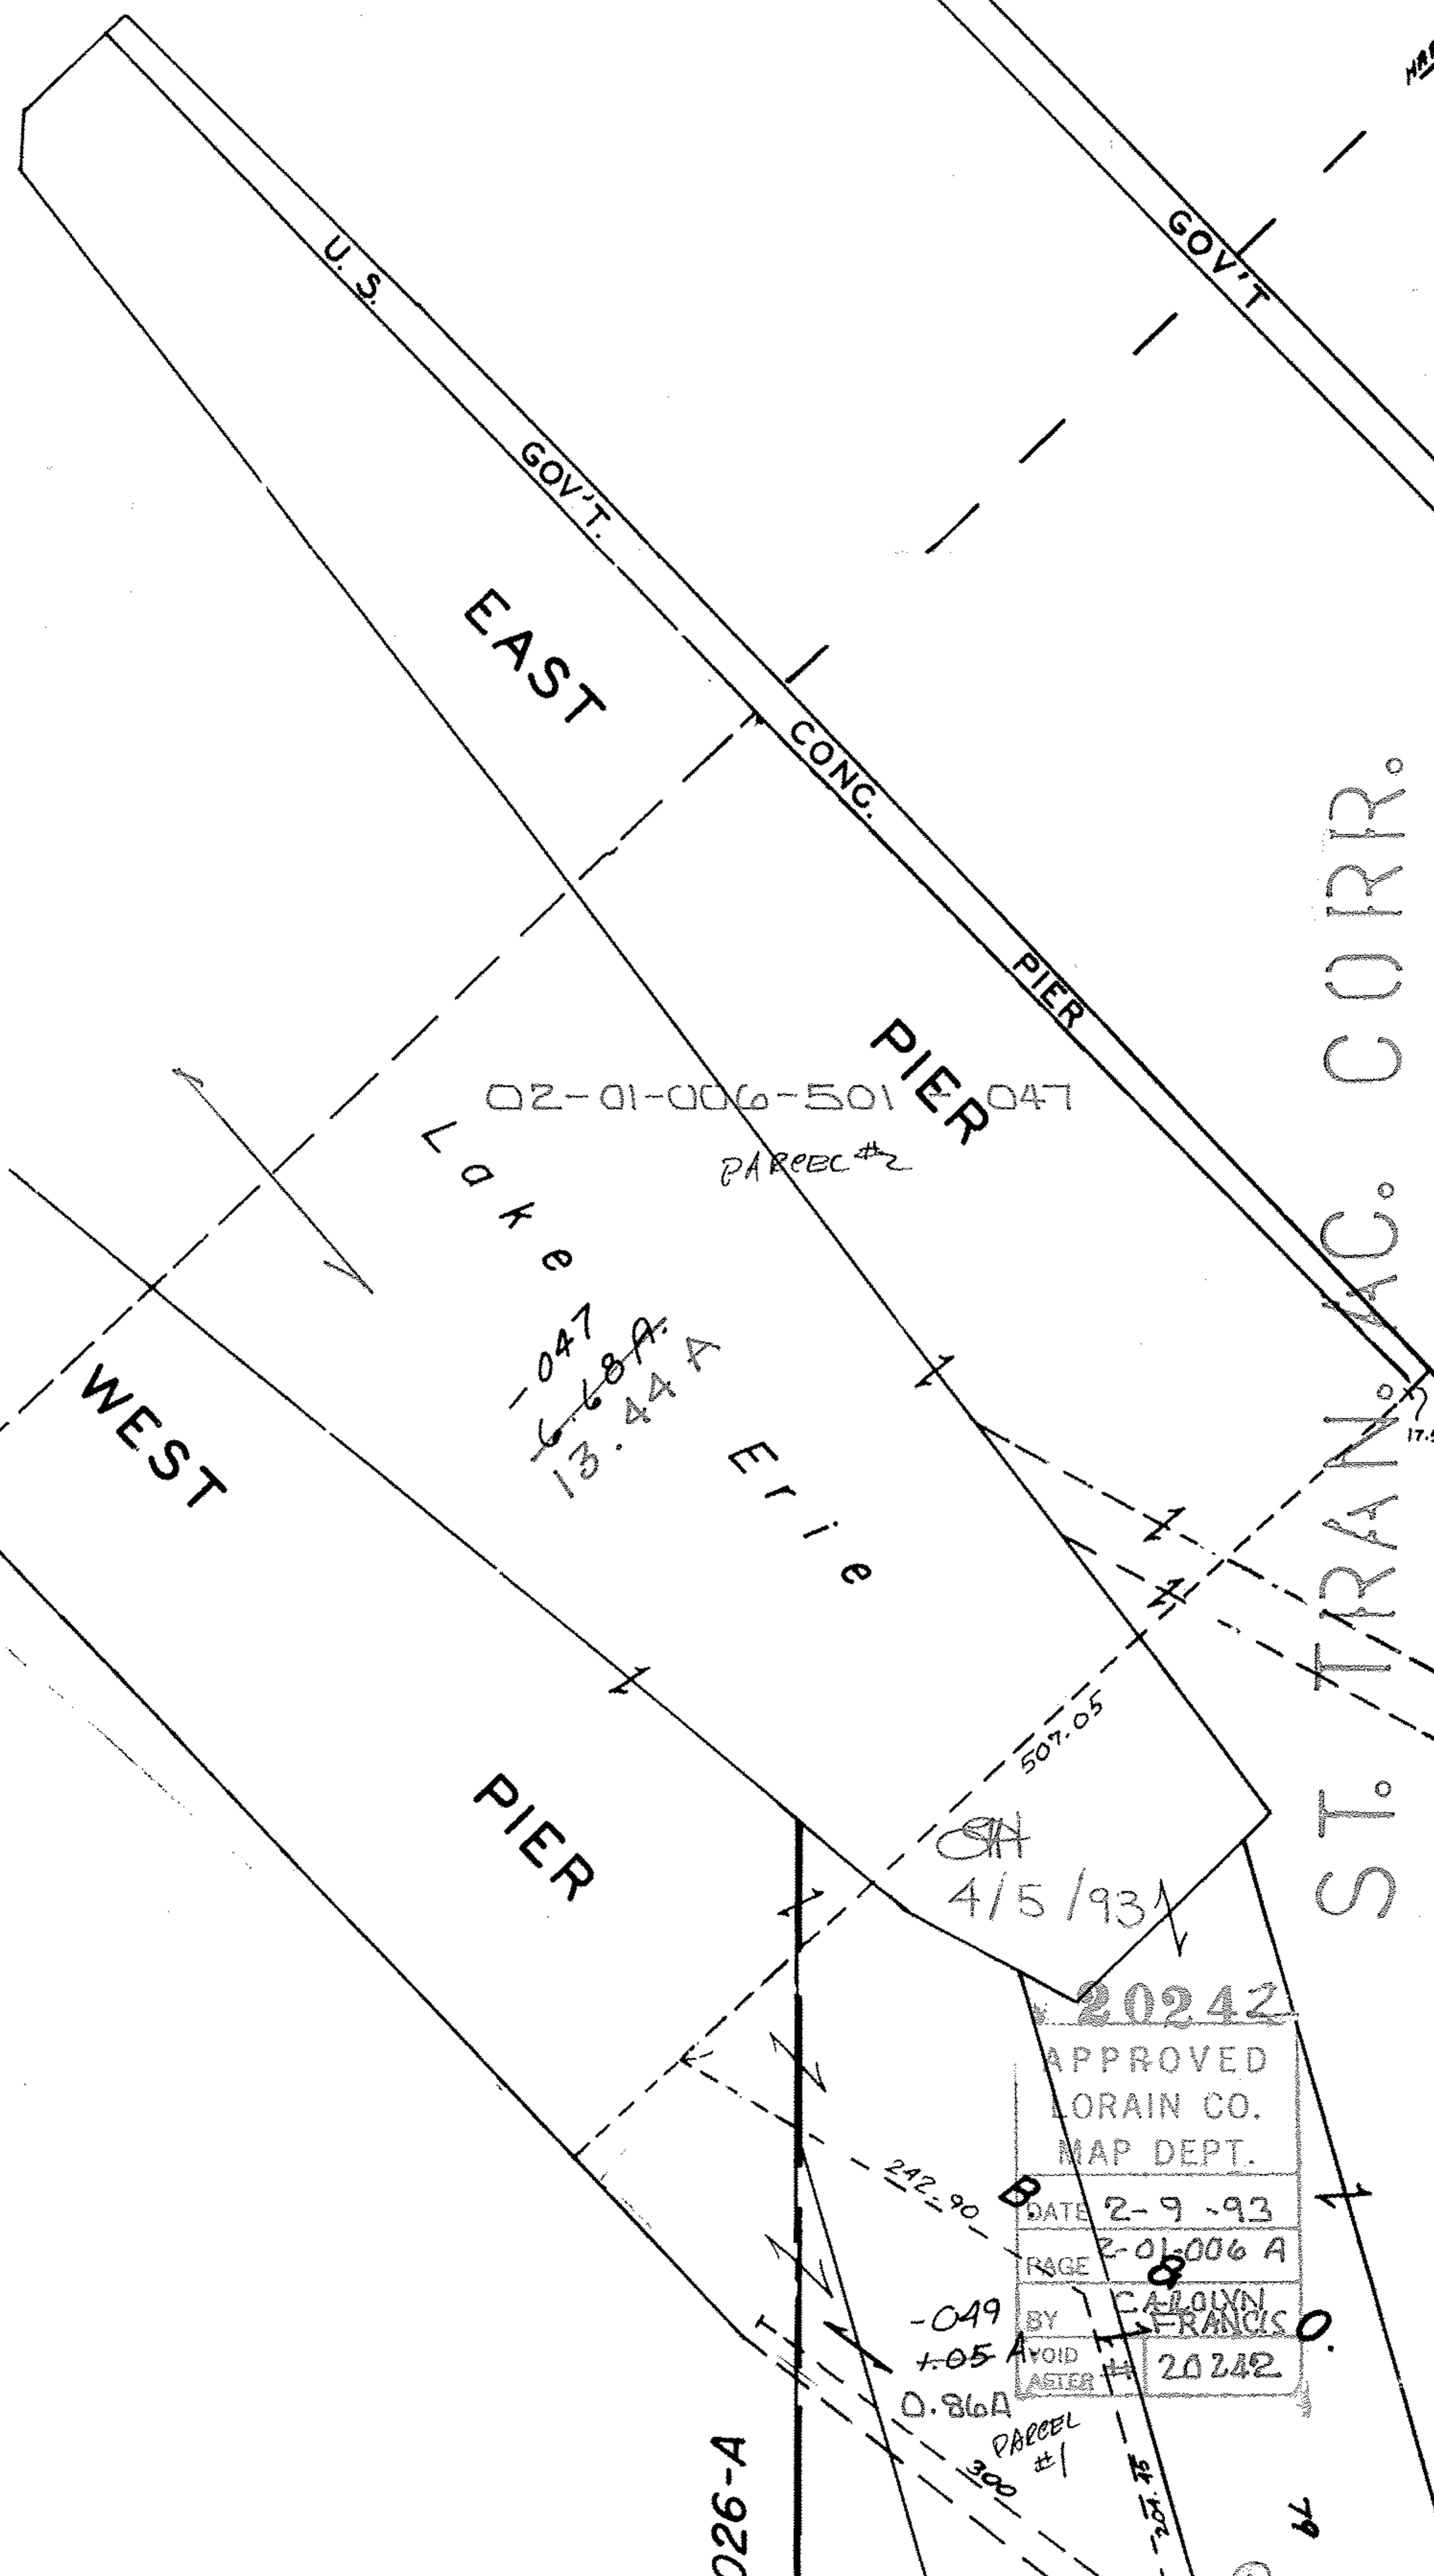 GOV'T
U. S. GOV'T. CONC. PIER
EAST PIER
02-01-006-501 - 047
PARCEL #2
Lake Erie
-047
6.68A.
13.44 A
WEST PIER
ST. TRAN. AC. CORR.
507.05
4/5/93
20242
APPROVED
LORAIN CO.
MAP DEPT.
DATE 2-9-93
PAGE 2-01-006 A
BY CAROLYN FRANCIS
VOID AFTER # 20242
242.90
B. & O.
-049
1.05 A
0.86A
PARCEL #1
300
026-A
79